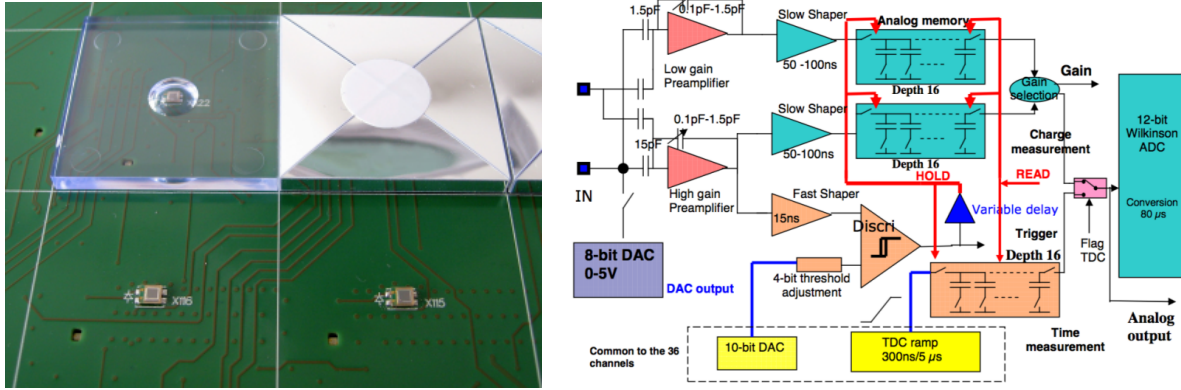 22
X116
X115
1.5pF
0.1pF-1.5pF
Low gain
Preamplifier
Slow Shaper
50 -100ns
Analog memory
Depth 16
Gain
selection
Gain
12-bit
Wilkinson
ADC
Conversion
80 µs
15pF
0.1pF-1.5pF
High gain
Preamplifier
Slow Shaper
50-100ns
Depth 16
Charge
measurement
HOLD
READ
IN
Fast Shaper
15ns
Discri
Variable delay
Trigger
Depth 16
Flag
TDC
8-bit DAC
0-5V
DAC output
4-bit threshold
adjustment
Analog
output
Time
measurement
Common to the 36
channels
10-bit DAC
TDC ramp
300ns/5 µs